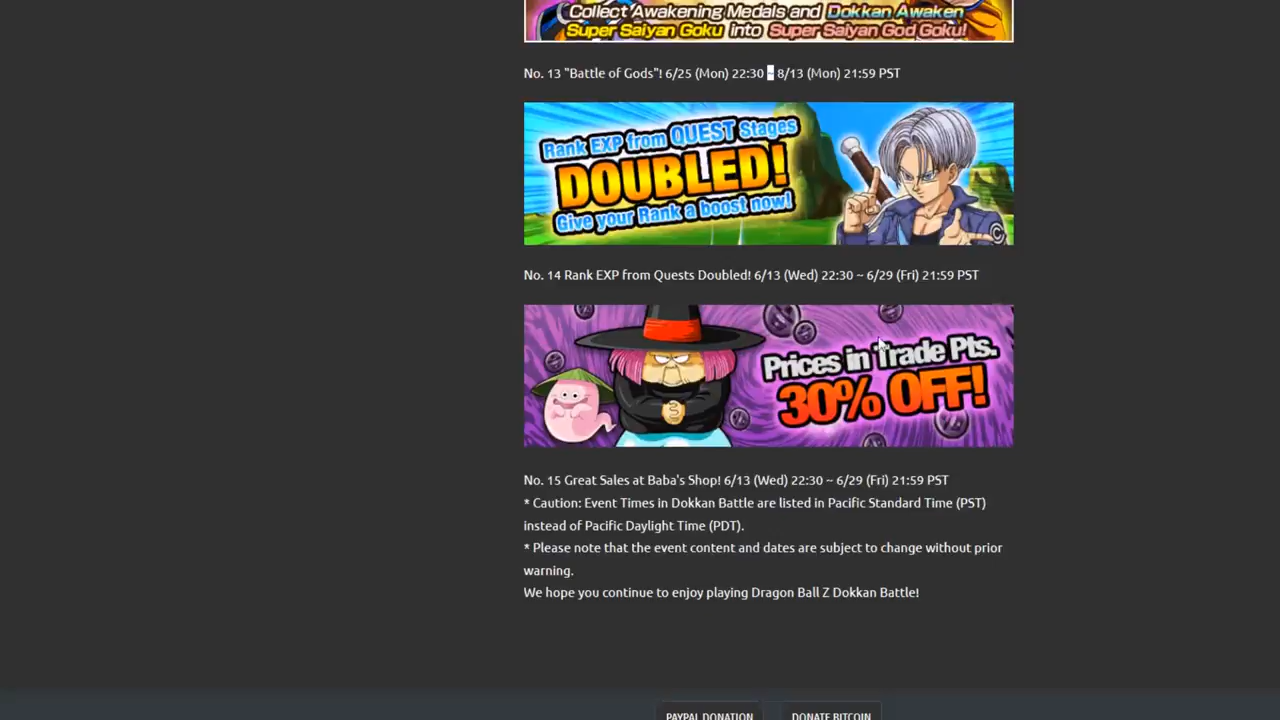 Collect Awakening Medals and Dokkan Awaken
Super Saiyan Goku into Super Saiyan God Goku!
No. 13 "Battle of Gods"! 6/25 (Mon) 22:30 ~ 8/13 (Mon) 21:59 PST
Rank EXP from QUEST Stages
DOUBLED!
Give your Rank a boost now!
No. 14 Rank EXP from Quests Doubled! 6/13 (Wed) 22:30 ~ 6/29 (Fri) 21:59 PST
Prices in Trade Pts.
30% OFF!
No. 15 Great Sales at Baba's Shop! 6/13 (Wed) 22:30 ~ 6/29 (Fri) 21:59 PST
* Caution: Event Times in Dokkan Battle are listed in Pacific Standard Time (PST)
instead of Pacific Daylight Time (PDT).
* Please note that the event content and dates are subject to change without prior
warning.
We hope you continue to enjoy playing Dragon Ball Z Dokkan Battle!
PAYPAL DONATION
DONATE BITCOIN